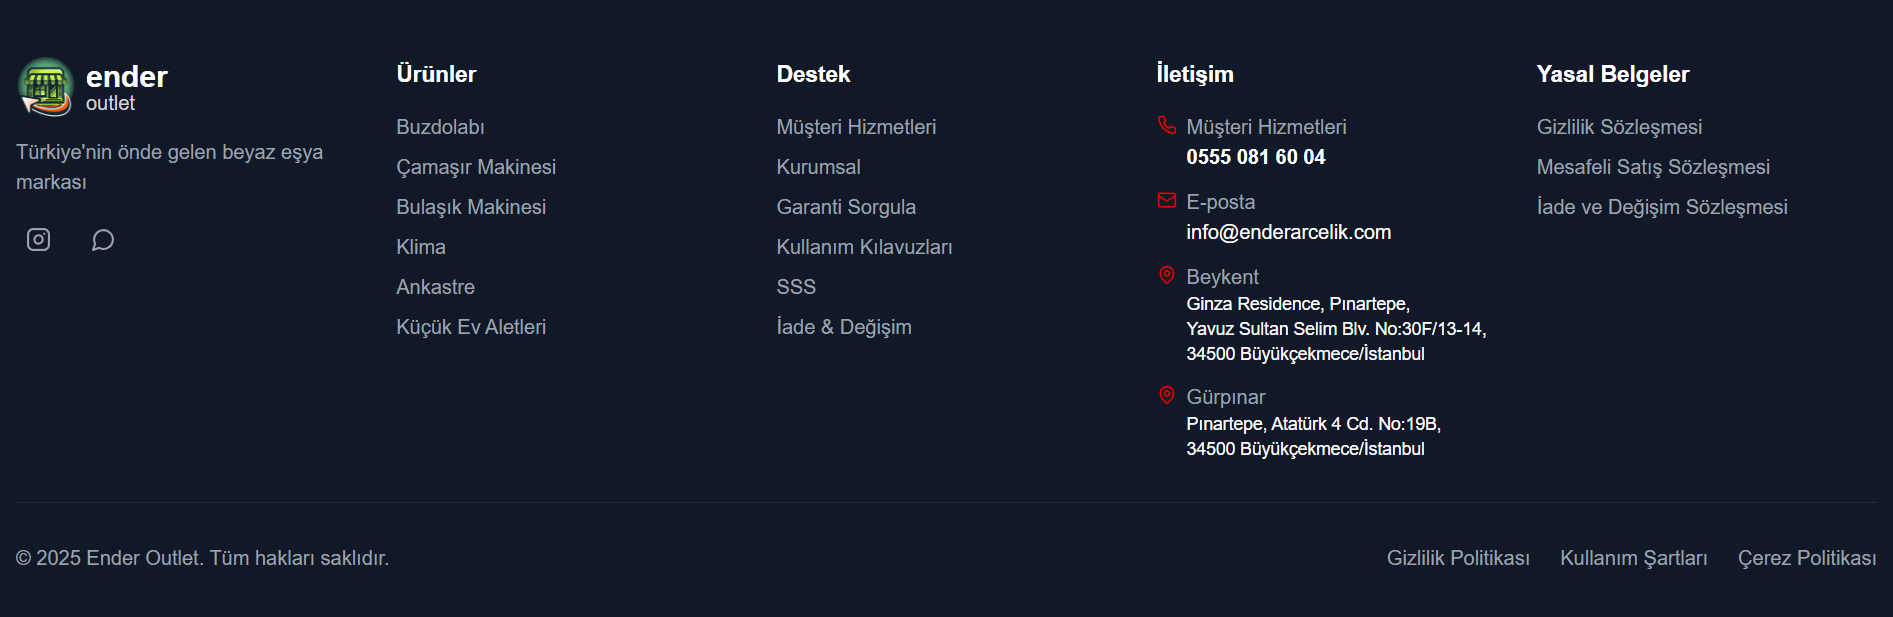 ender
outlet
Türkiye'nin önde gelen beyaz eşya
markası
Ürünler
Buzdolabı
Çamaşır Makinesi
Bulaşık Makinesi
Klima
Ankastre
Küçük Ev Aletleri
Destek
Müşteri Hizmetleri
Kurumsal
Garanti Sorgula
Kullanım Kılavuzları
SSS
İade & Değişim
İletişim
Müşteri Hizmetleri
0555 081 60 04
E-posta
info@enderarcelik.com
Beykent
Ginza Residence, Pınartepe,
Yavuz Sultan Selim Blv. No:30F/13-14,
34500 Büyükçekmece/İstanbul
Gürpınar
Pınartepe, Atatürk 4 Cd. No:19B,
34500 Büyükçekmece/İstanbul
Yasal Belgeler
Gizlilik Sözleşmesi
Mesafeli Satış Sözleşmesi
İade ve Değişim Sözleşmesi
© 2025 Ender Outlet. Tüm hakları saklıdır.
Gizlilik Politikası
Kullanım Şartları
Çerez Politikası